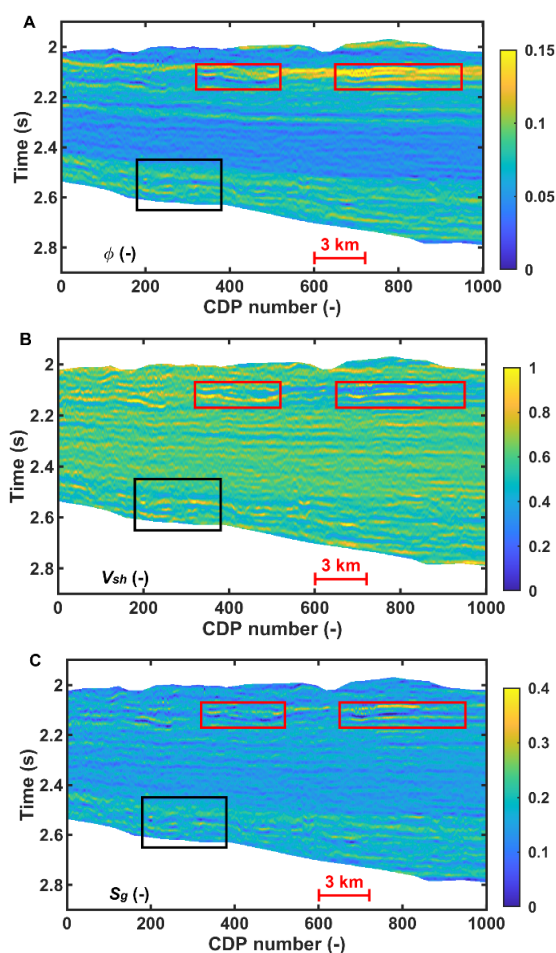 A
Time (s)
2
2.2
2.4
2.6
2.8
0.15
0.1
0.05
0
ϕ (-)
3 km
0 200 400 600 800 1000
CDP number (-)
B
Time (s)
2
2.2
2.4
2.6
2.8
1
0.8
0.6
0.4
0.2
0
Vsh (-)
3 km
0 200 400 600 800 1000
CDP number (-)
C
Time (s)
2
2.2
2.4
2.6
2.8
0.4
0.3
0.2
0.1
0
Sg (-)
3 km
0 200 400 600 800 1000
CDP number (-)